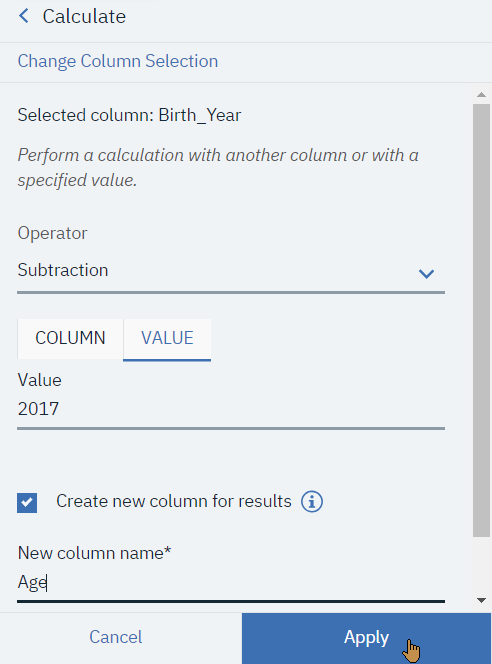 Calculate
Change Column Selection
Selected column: Birth_Year
Perform a calculation with another column or with a
specified value.
Operator
Subtraction
COLUMN VALUE
Value
2017
Create new column for results
New column name*
Age
Cancel Apply